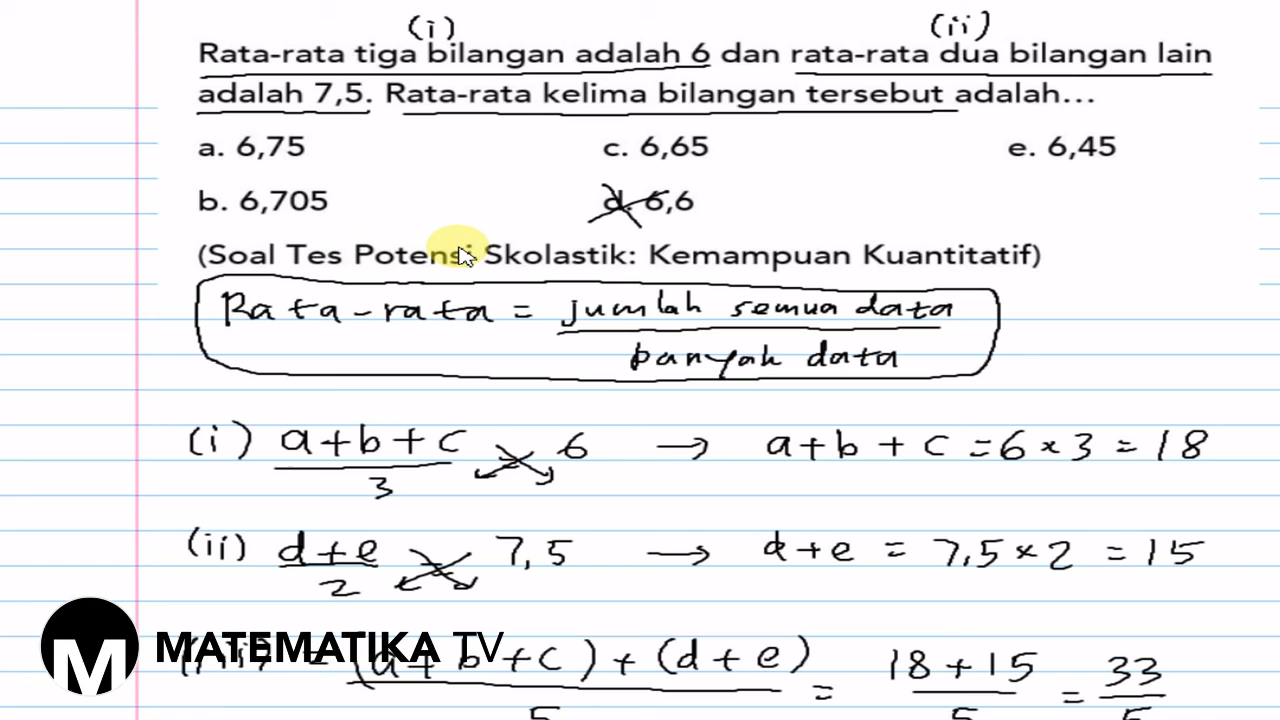 (i) (ii)
Rata-rata tiga bilangan adalah 6 dan rata-rata dua bilangan lain
adalah 7,5. Rata-rata kelima bilangan tersebut adalah...
a. 6,75 c. 6,65 e. 6,45
b. 6,705 d. 6,6
(Soal Tes Potensi Skolastik: Kemampuan Kuantitatif)
Rata-rata = jumlah semua data
banyak data
(i) a+b+c = 6 → a+b+c = 6 × 3 = 18
3
(ii) d+e = 7,5 → d+e = 7,5 × 2 = 15
2
M MATEMATIKA TV
= (a+b+c) + (d+e) = 18 + 15 = 33
5 5 5